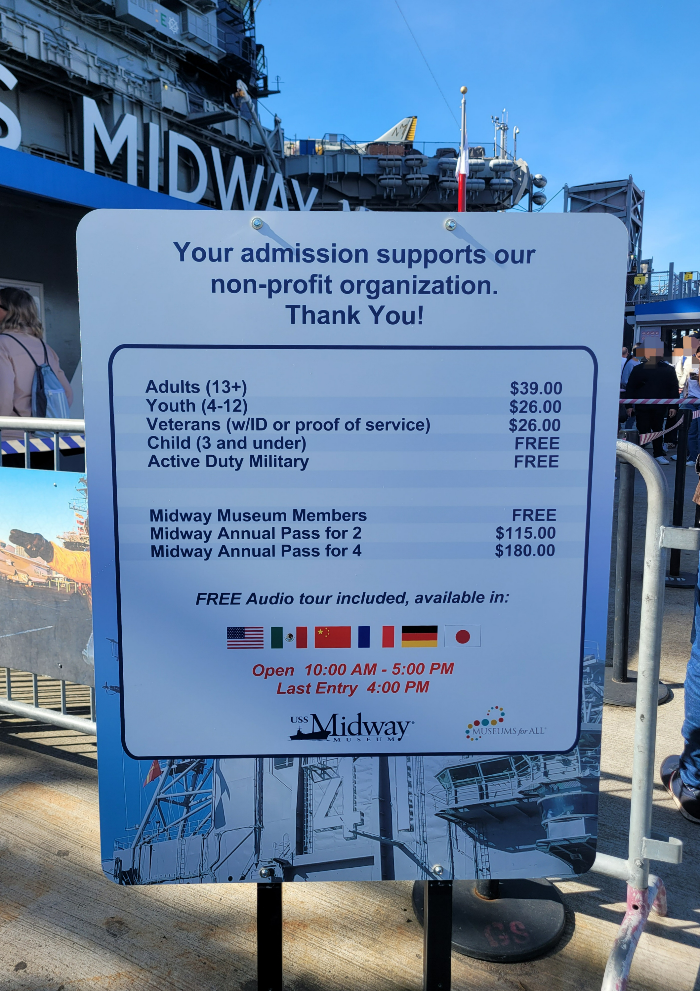 S MIDWAY
Your admission supports our
non-profit organization.
Thank You!
Adults (13+) $39.00
Youth (4-12) $26.00
Veterans (w/ID or proof of service) $26.00
Child (3 and under) FREE
Active Duty Military FREE
Midway Museum Members FREE
Midway Annual Pass for 2 $115.00
Midway Annual Pass for 4 $180.00
FREE Audio tour included, available in:
Open 10:00 AM - 5:00 PM
Last Entry 4:00 PM
USS Midway®
MUSEUM
MUSEUMS for ALL
41